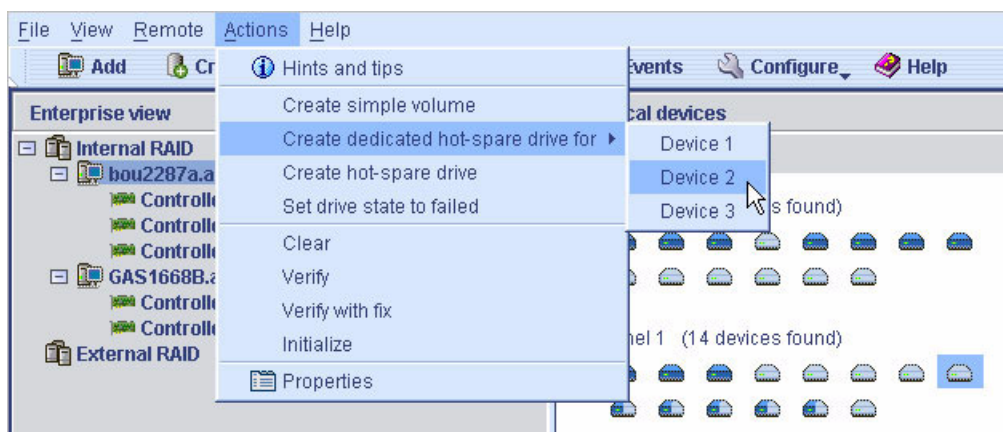 File View Remote Actions Help
Add Cr Events Configure Help
Enterprise view
Internal RAID
bou2287a.a
Controlle
Controlle
Controlle
GAS1668B.a
Controlle
Controlle
External RAID
Hints and tips
Create simple volume
Create dedicated hot-spare drive for
Create hot-spare drive
Set drive state to failed
Clear
Verify
Verify with fix
Initialize
Properties
Device 1
Device 2
Device 3
cal devices
s found)
nel 1 (14 devices found)